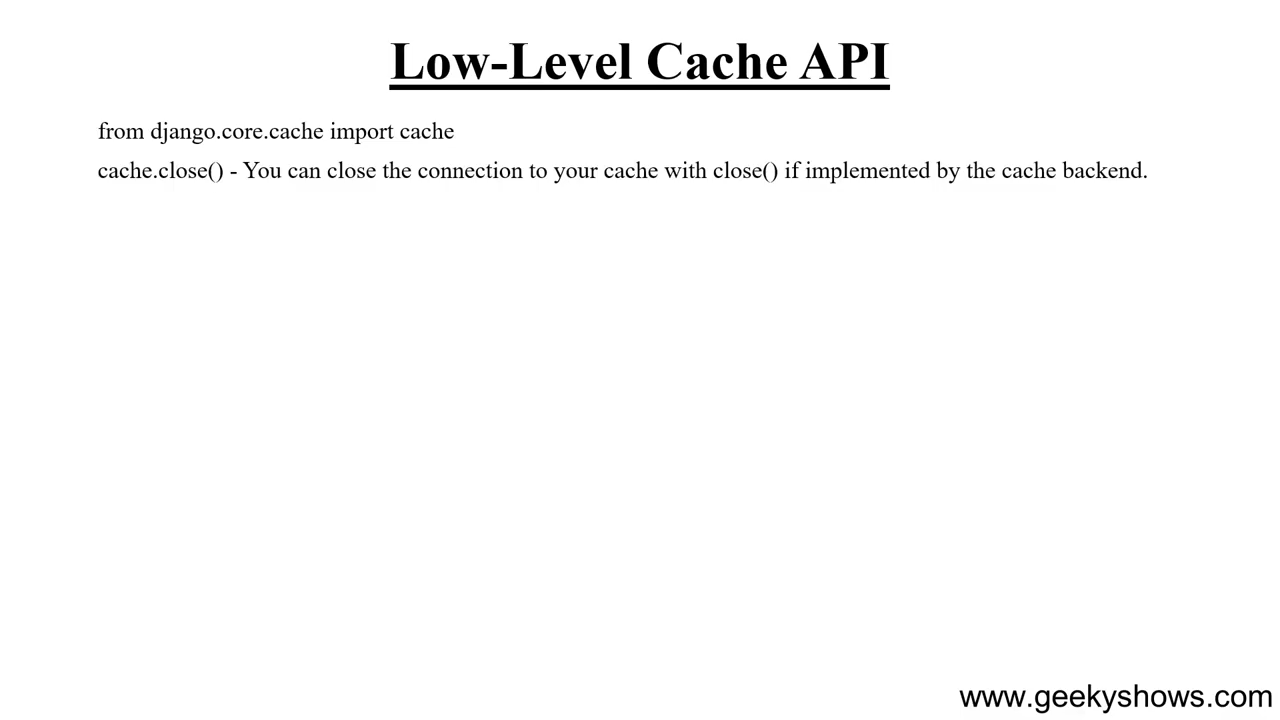 Low-Level Cache API
from django.core.cache import cache
cache.close() - You can close the connection to your cache with close() if implemented by the cache backend.
www.geekyshows.com